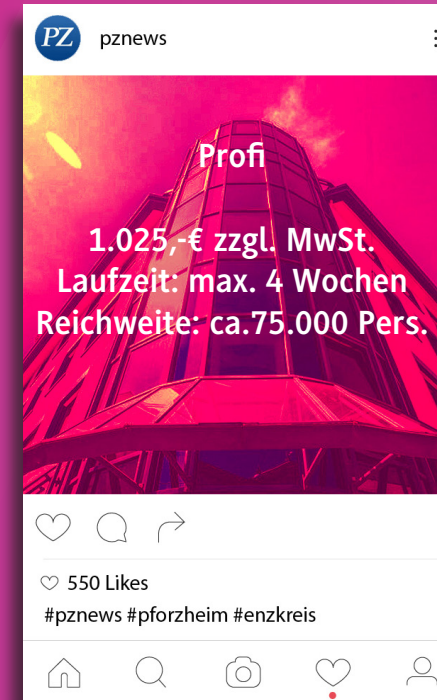 PZ
pznews
Profi
1.025,-€ zzgl. MwSt.
Laufzeit: max. 4 Wochen
Reichweite: ca.75.000 Pers.
550 Likes
#pznews #pforzheim #enzkreis